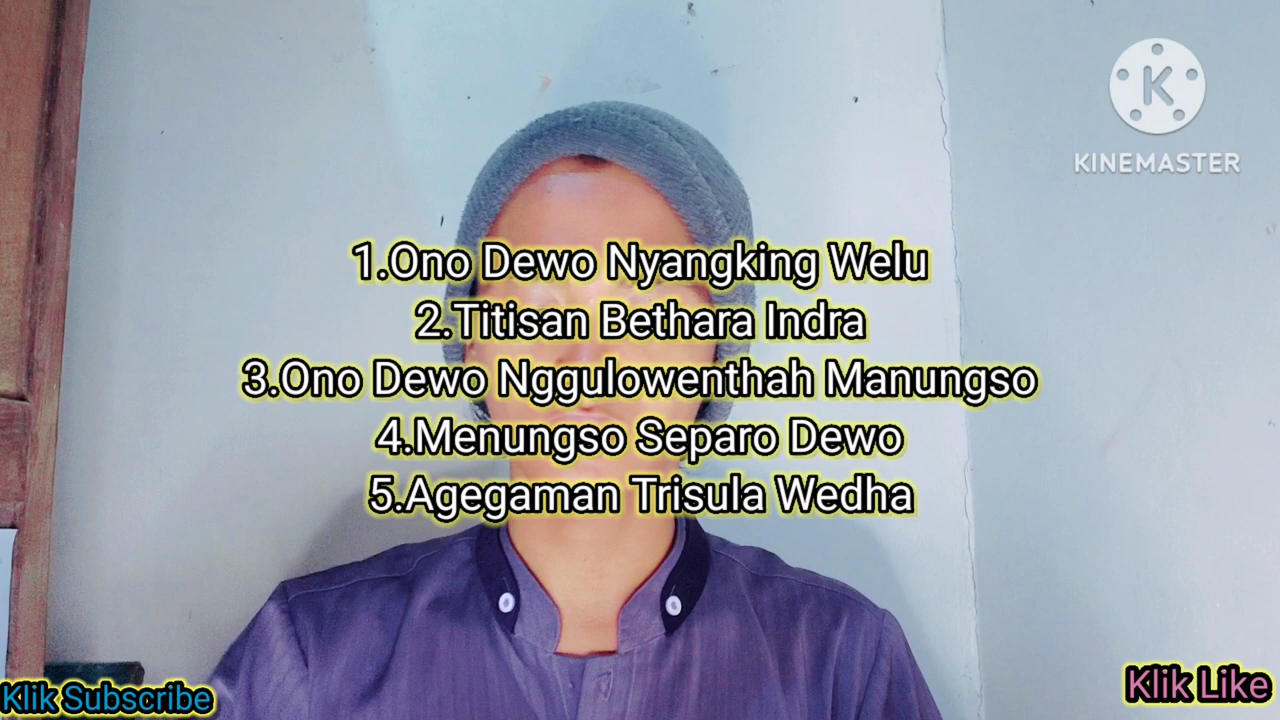 KINEMASTER
1.Ono Dewo Nyangking Welu
2.Titisan Bethara Indra
3.Ono Dewo Nggulowenthah Manungso
4.Menungso Separo Dewo
5.Agegaman Trisula Wedha
Klik Subscribe
Klik Like